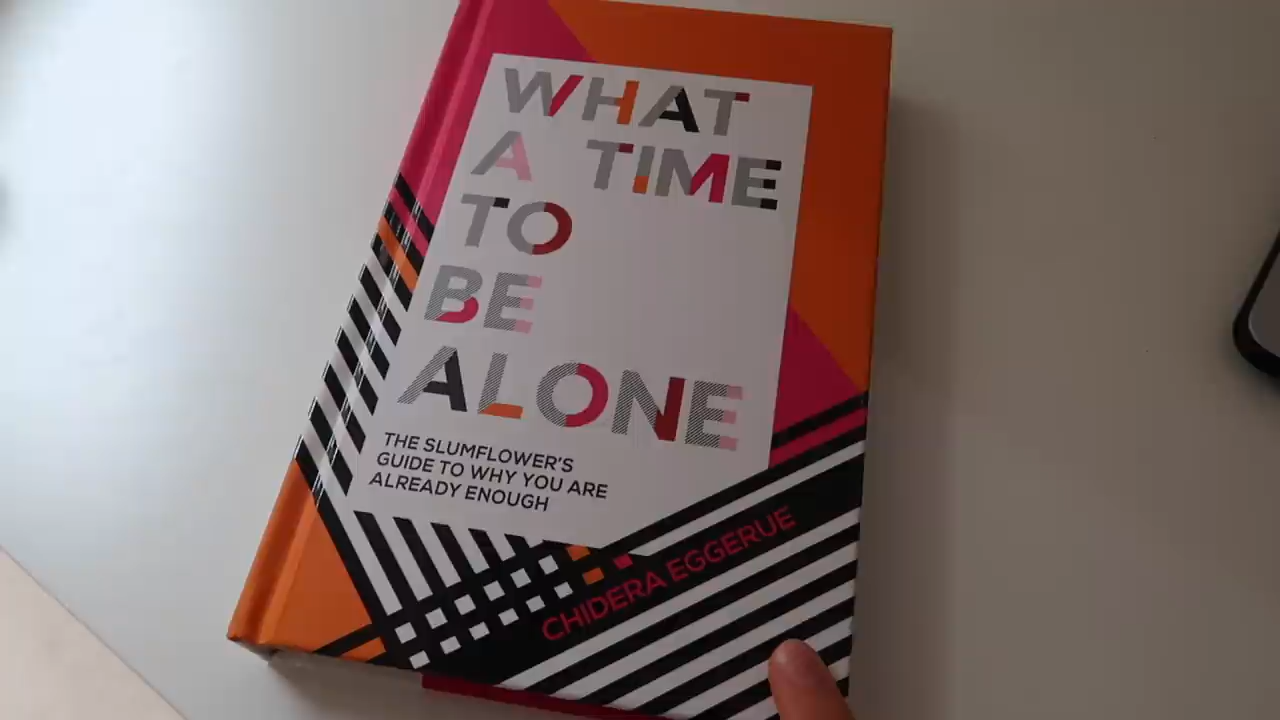 WHAT
A TIME
TO
BE
ALONE
THE SLUMFLOWER'S
GUIDE TO WHY YOU ARE
ALREADY ENOUGH
CHIDERA EGGERUE